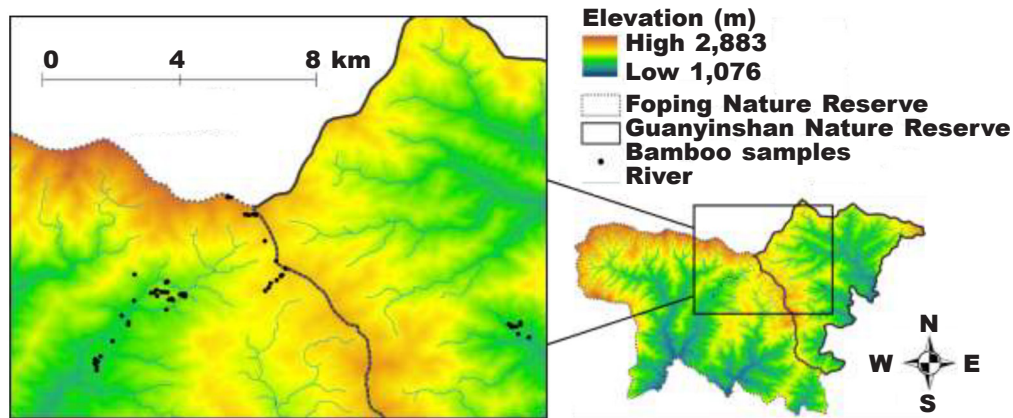 0 4 8 km
Elevation (m)
High 2,883
Low 1,076
Foping Nature Reserve
Guanyinshan Nature Reserve
Bamboo samples
River
N
W E
S